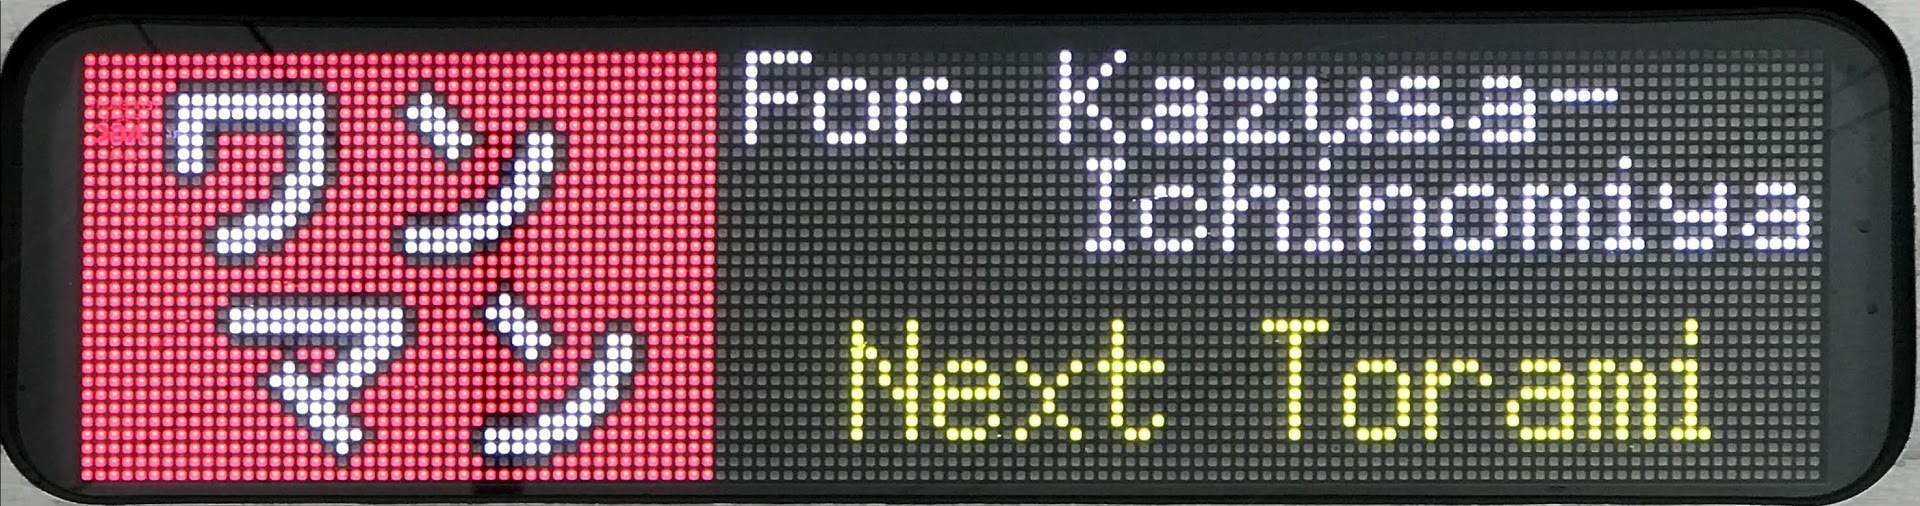 ワン
マン
For Kazusa-
Ichinomiya
Next Torami